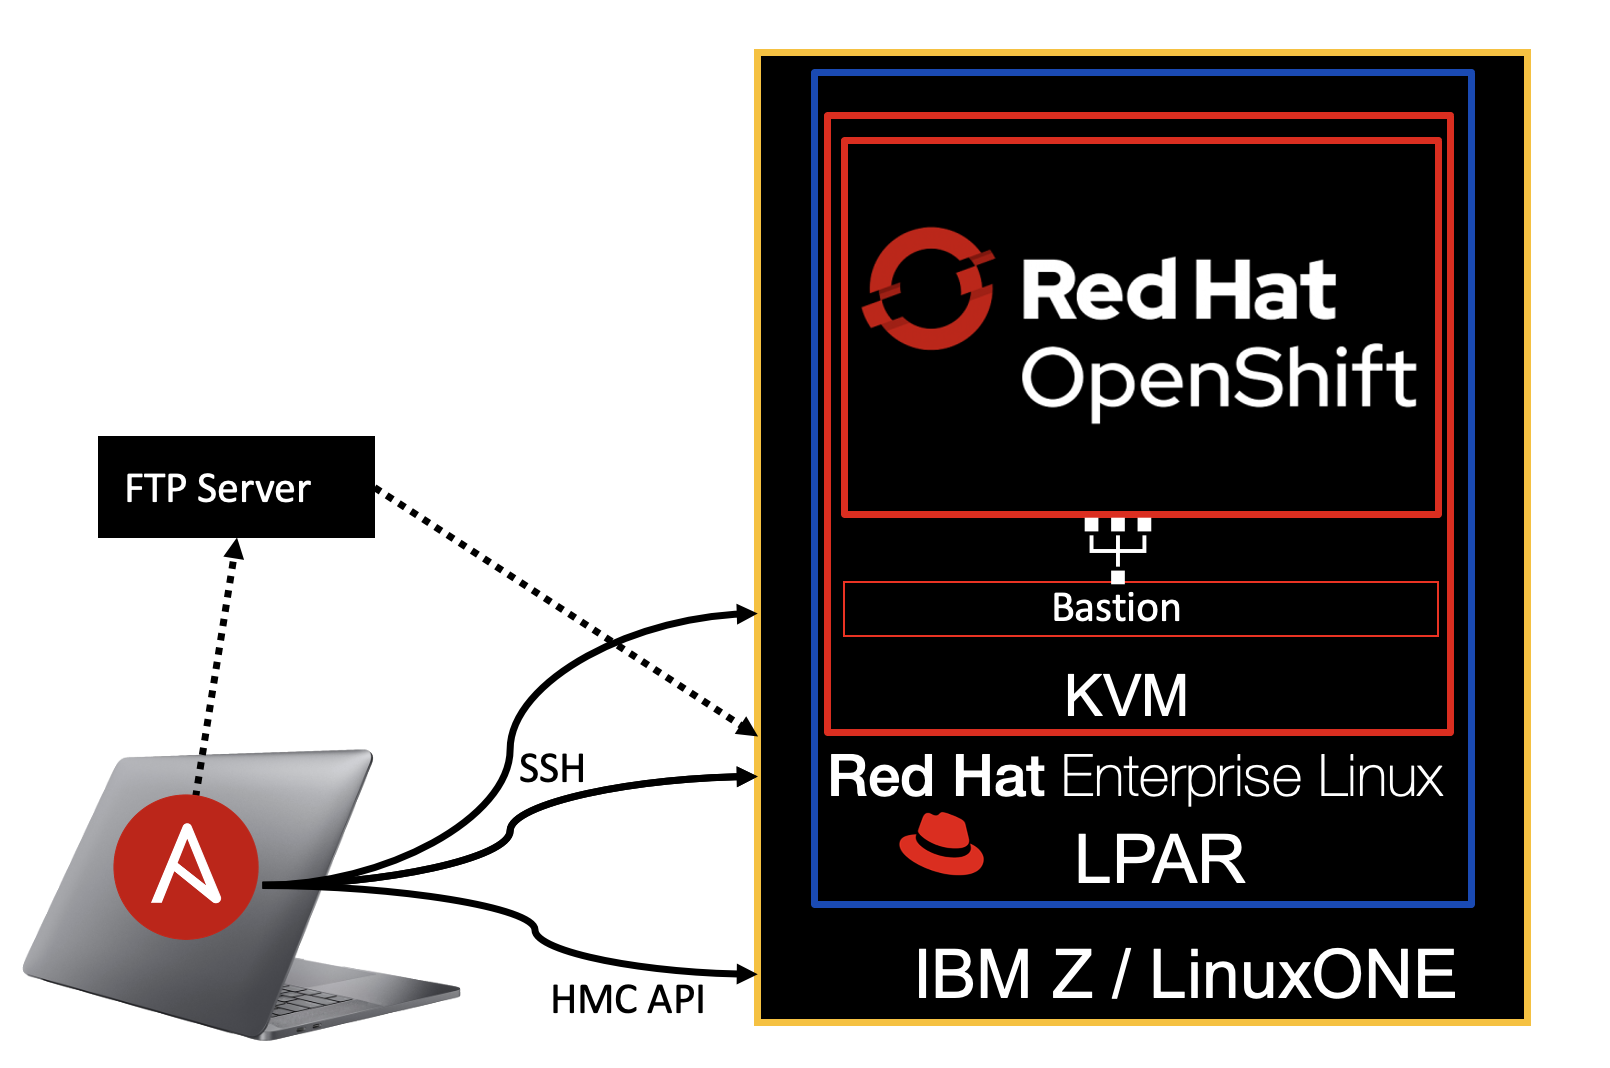 Red Hat
OpenShift
FTP Server
Bastion
KVM
SSH
Red Hat Enterprise Linux
LPAR
IBM Z / LinuxONE
HMC API